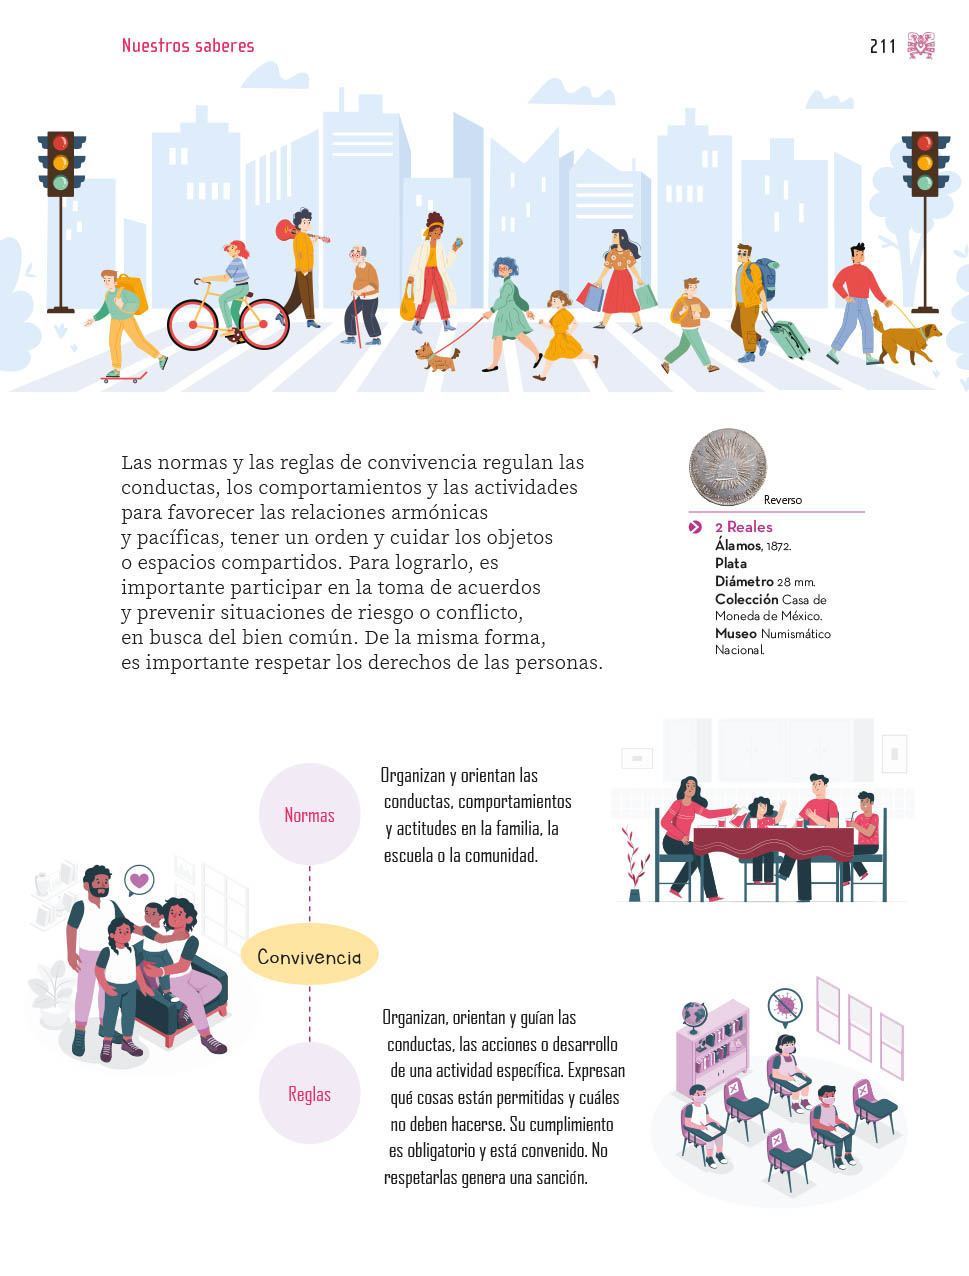 Nuestros saberes
211
Las normas y las reglas de convivencia regulan las
conductas, los comportamientos y las actividades
para favorecer las relaciones armónicas
y pacíficas, tener un orden y cuidar los objetos
o espacios compartidos. Para lograrlo, es
importante participar en la toma de acuerdos
y prevenir situaciones de riesgo o conflicto,
en busca del bien común. De la misma forma,
es importante respetar los derechos de las personas.
Reverso
2 Reales
Álamos, 1872.
Plata
Diámetro 28 mm.
Colección Casa de
Moneda de México.
Museo Numismático
Nacional.
Normas
Organizan y orientan las
conductas, comportamientos
y actitudes en la familia, la
escuela o la comunidad.
Convivencia
Reglas
Organizan, orientan y guían las
conductas, las acciones o desarrollo
de una actividad específica. Expresan
qué cosas están permitidas y cuáles
no deben hacerse. Su cumplimiento
es obligatorio y está convenido. No
respetarlas genera una sanción.